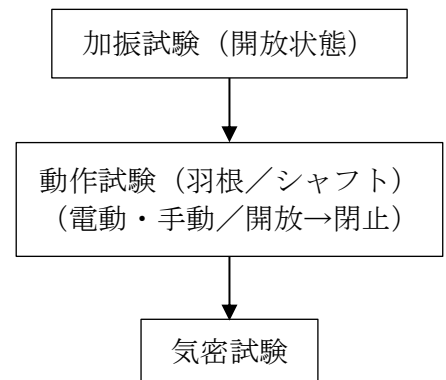 加振試験（開放状態）
動作試験（羽根／シャフト）
（電動・手動／開放→閉止）
気密試験